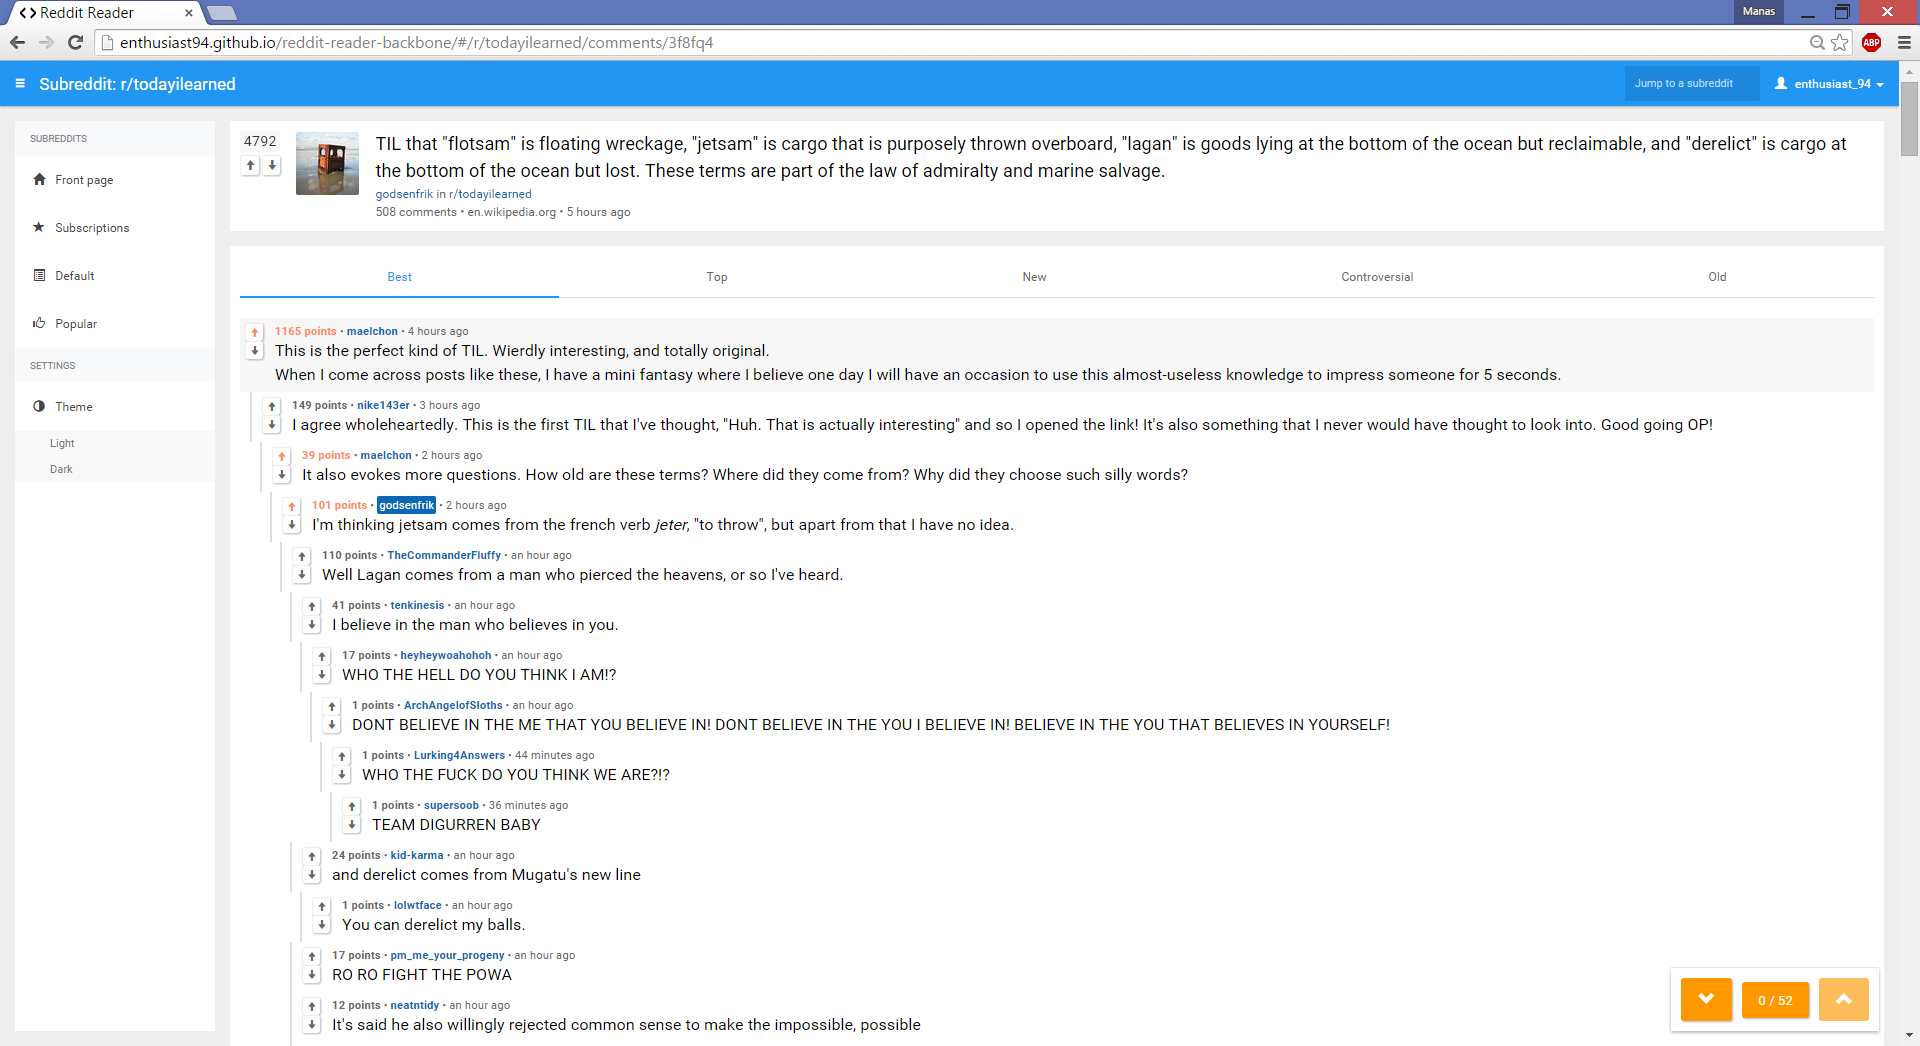 Reddit Reader
Manas
enthusiast94.github.io/reddit-reader-backbone/#/r/todayilearned/comments/3f8fq4
ABP
Subreddit: r/todayilearned
Jump to a subreddit
enthusiast_94
SUBREDDITS
Front page
Subscriptions
Default
Popular
SETTINGS
Theme
Light
Dark
4792
TIL that "flotsam" is floating wreckage, "jetsam" is cargo that is purposely thrown overboard, "lagan" is goods lying at the bottom of the ocean but reclaimable, and "derelict" is cargo at
the bottom of the ocean but lost. These terms are part of the law of admiralty and marine salvage.
godsenfrik in r/todayilearned
508 comments • en.wikipedia.org • 5 hours ago
Best
Top
New
Controversial
Old
1165 points • maelchon • 4 hours ago
This is the perfect kind of TIL. Wierdly interesting, and totally original.
When I come across posts like these, I have a mini fantasy where I believe one day I will have an occasion to use this almost-useless knowledge to impress someone for 5 seconds.
149 points • nike143er • 3 hours ago
I agree wholeheartedly. This is the first TIL that I've thought, "Huh. That is actually interesting" and so I opened the link! It's also something that I never would have thought to look into. Good going OP!
39 points • maelchon • 2 hours ago
It also evokes more questions. How old are these terms? Where did they come from? Why did they choose such silly words?
101 points • godsenfrik • 2 hours ago
I'm thinking jetsam comes from the french verb jeter, "to throw", but apart from that I have no idea.
110 points • TheCommanderFluffy • an hour ago
Well Lagan comes from a man who pierced the heavens, or so I've heard.
41 points • tenkinesis • an hour ago
I believe in the man who believes in you.
17 points • heyheywoahohoh • an hour ago
WHO THE HELL DO YOU THINK I AM!?
1 points • ArchAngelofSloths • an hour ago
DONT BELIEVE IN THE ME THAT YOU BELIEVE IN! DONT BELIEVE IN THE YOU I BELIEVE IN! BELIEVE IN THE YOU THAT BELIEVES IN YOURSELF!
1 points • Lurking4Answers • 44 minutes ago
WHO THE FUCK DO YOU THINK WE ARE?!?
1 points • supersoob • 36 minutes ago
TEAM DIGURREN BABY
24 points • kid-karma • an hour ago
and derelict comes from Mugatu's new line
1 points • lolwtface • an hour ago
You can derelict my balls.
17 points • pm_me_your_progeny • an hour ago
RO RO FIGHT THE POWA
12 points • neatntidy • an hour ago
It's said he also willingly rejected common sense to make the impossible, possible
0 / 52